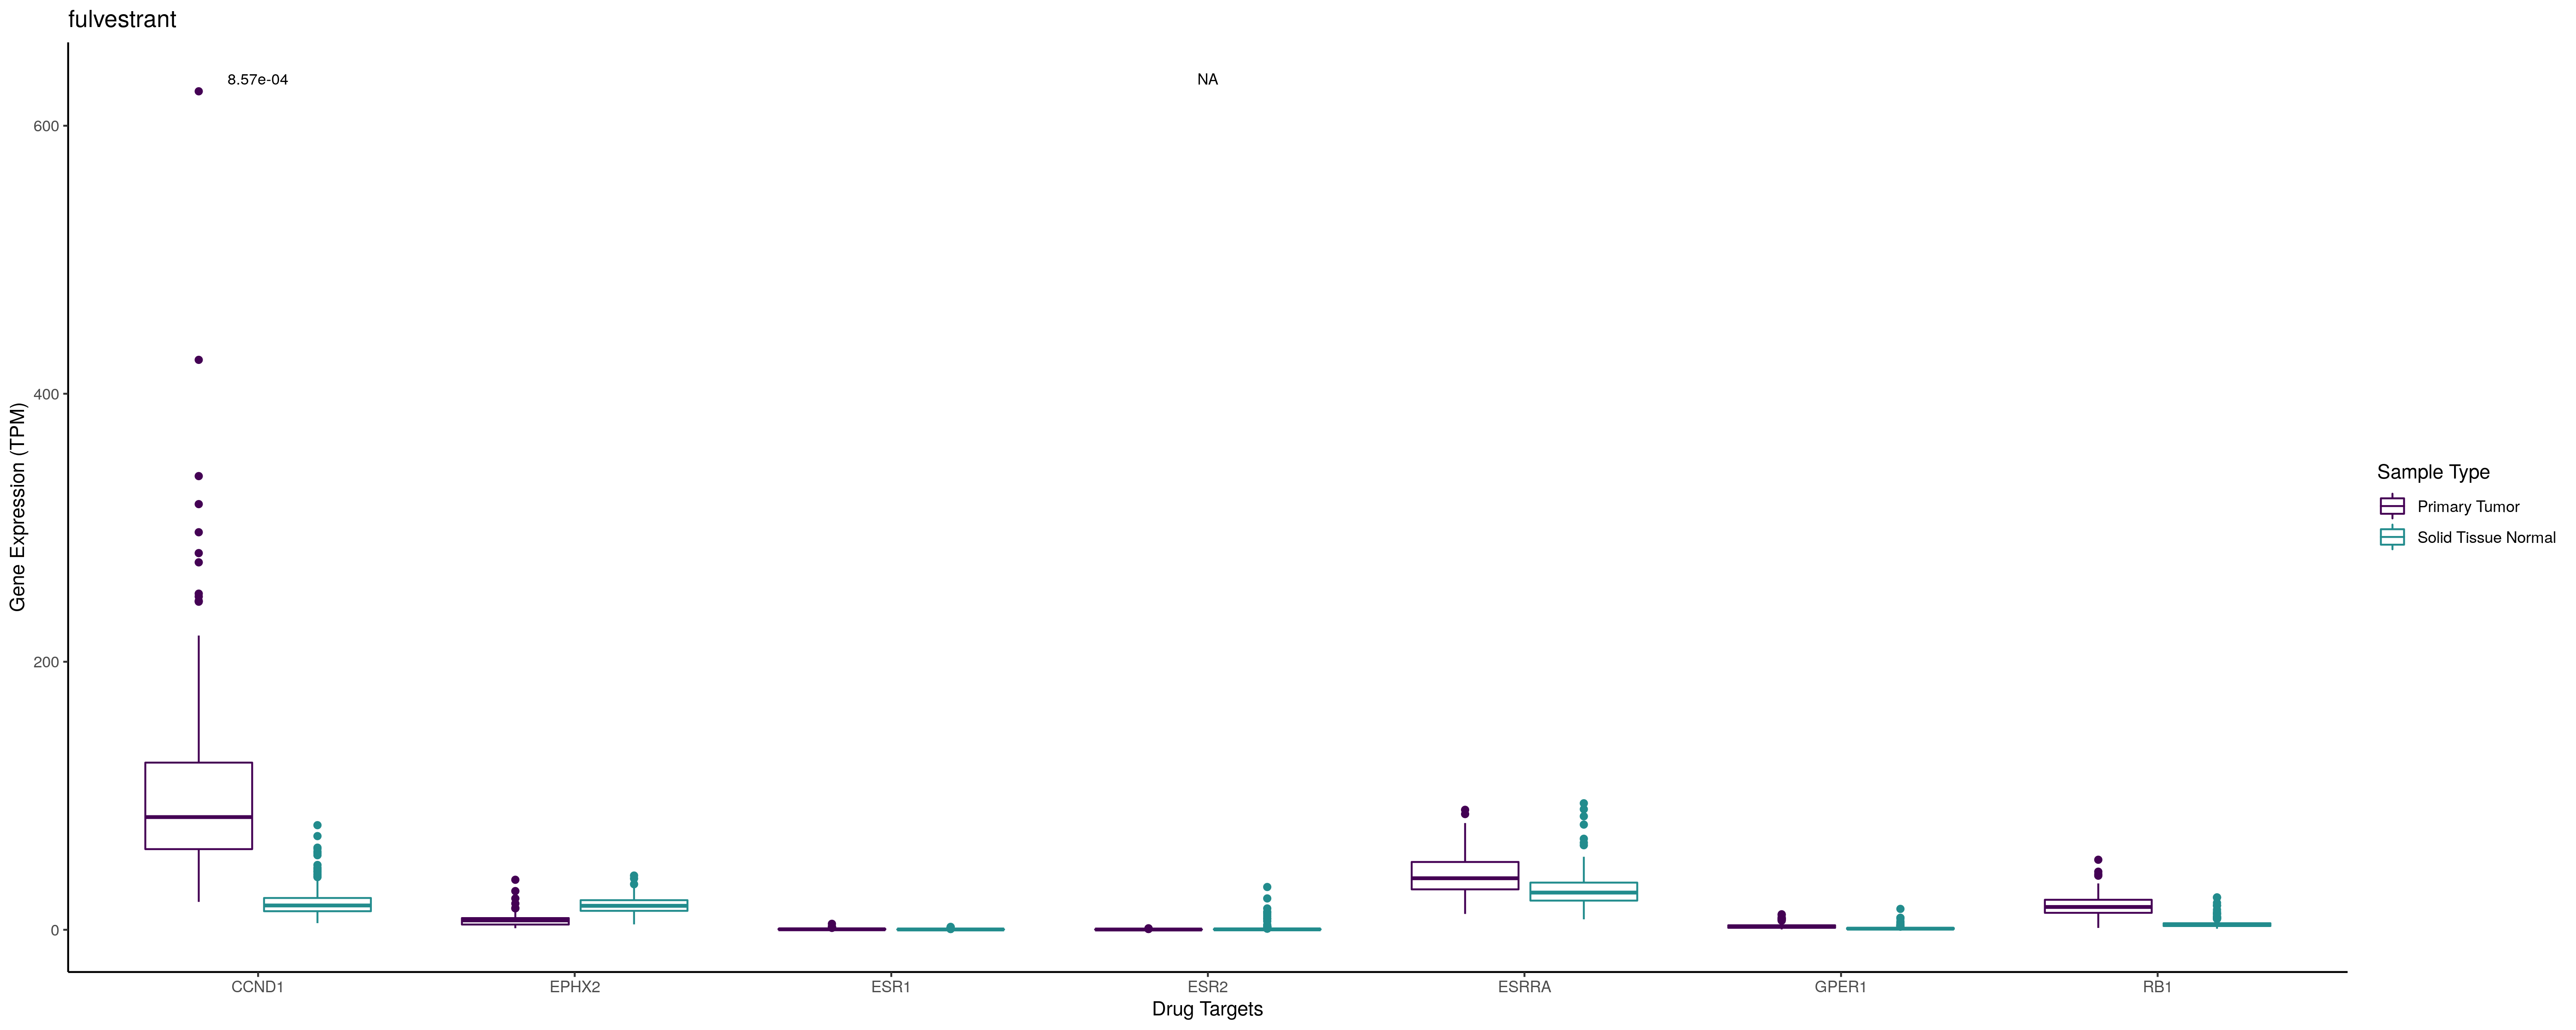 fulvestrant
8.57e-04
NA
600
400
200
0
Gene Expression (TPM)
CCND1
EPHX2
ESR1
ESR2
ESRRA
GPER1
RB1
Drug Targets
Sample Type
Primary Tumor
Solid Tissue Normal